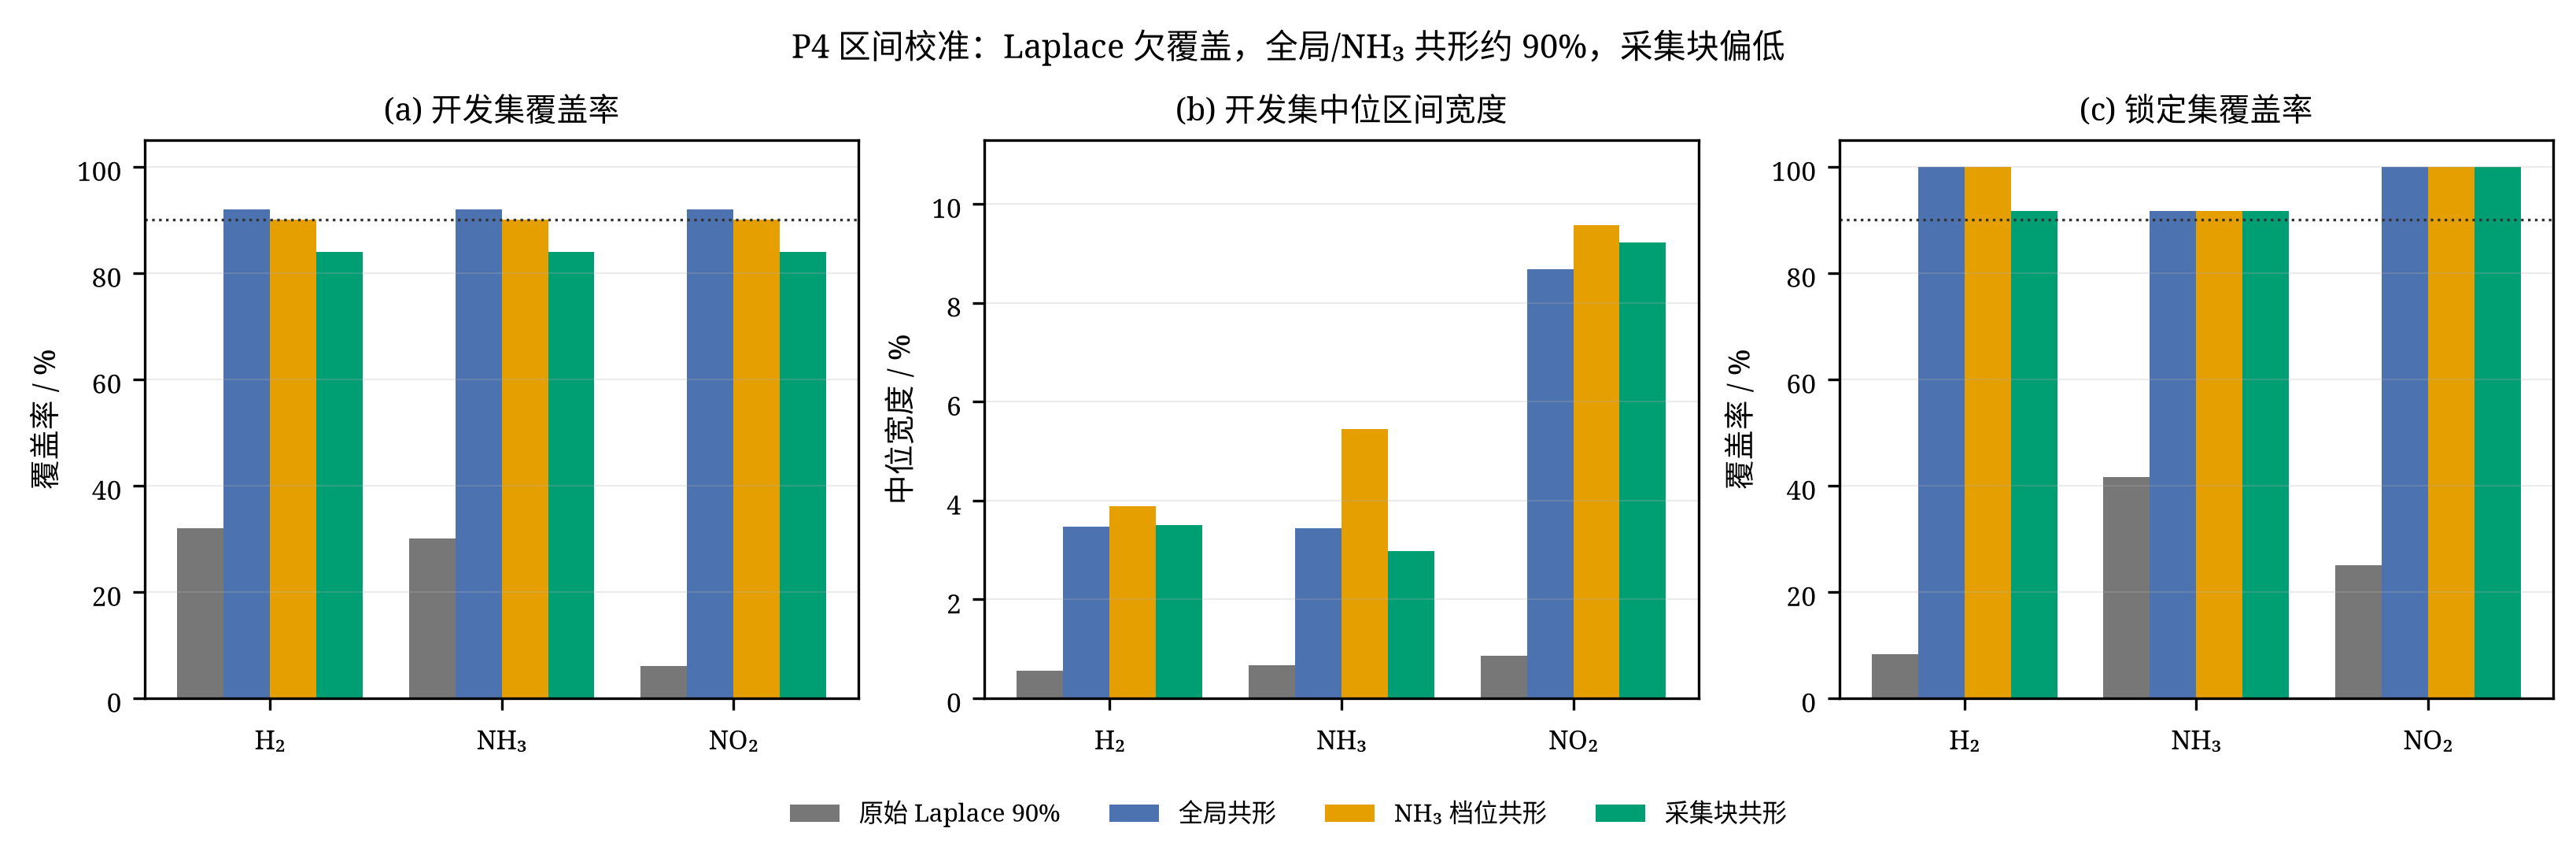 P4 区间校准：Laplace 欠覆盖，全局/NH₃ 共形约 90%，采集块偏低
(a) 开发集覆盖率
覆盖率 / %
100
80
60
40
20
0
H₂
NH₃
NO₂
(b) 开发集中位区间宽度
中位宽度 / %
10
8
6
4
2
0
H₂
NH₃
NO₂
(c) 锁定集覆盖率
覆盖率 / %
100
80
60
40
20
0
H₂
NH₃
NO₂
原始 Laplace 90%
全局共形
NH₃ 档位共形
采集块共形